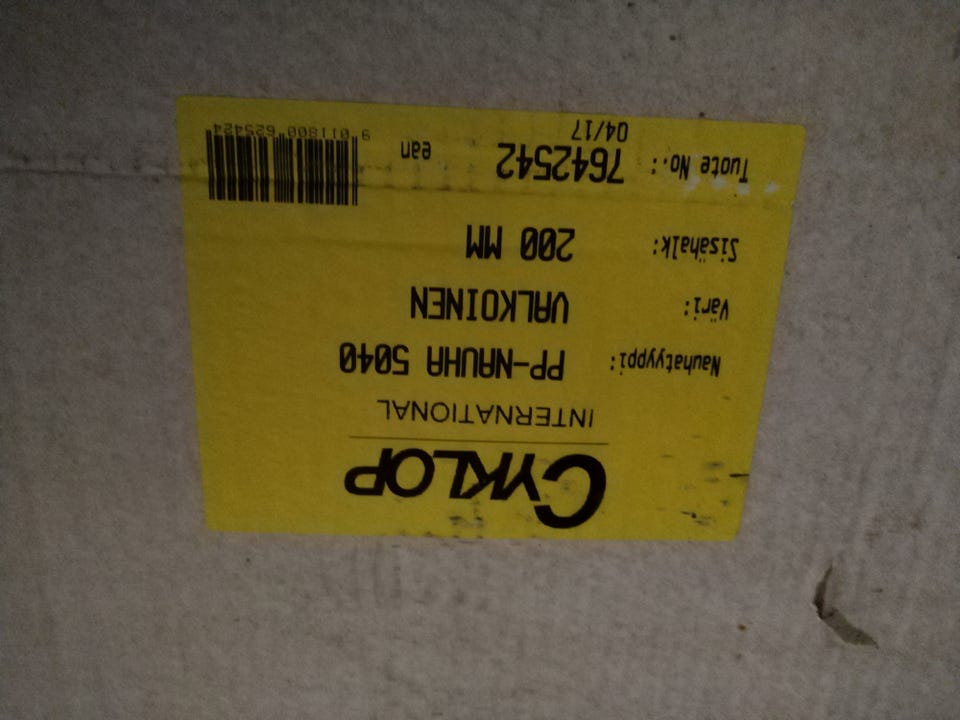 CYKLOP
INTERNATIONAL
Nauhatyyppi: PP-NAUHA 5040
Väri: VALKOINEN
Sisähalk: 200 MM
Tuote No.: 7642542 ean
04/17
9 011800 625424